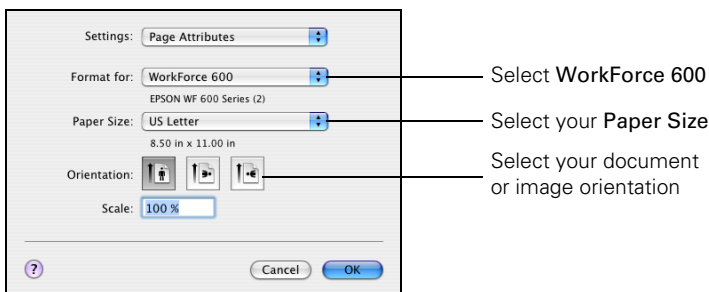 Settings: Page Attributes
Format for: WorkForce 600
EPSON WF 600 Series (2)
Paper Size: US Letter
8.50 in x 11.00 in
Orientation:
Scale: 100 %
? Cancel OK
Select WorkForce 600
Select your Paper Size
Select your document
or image orientation